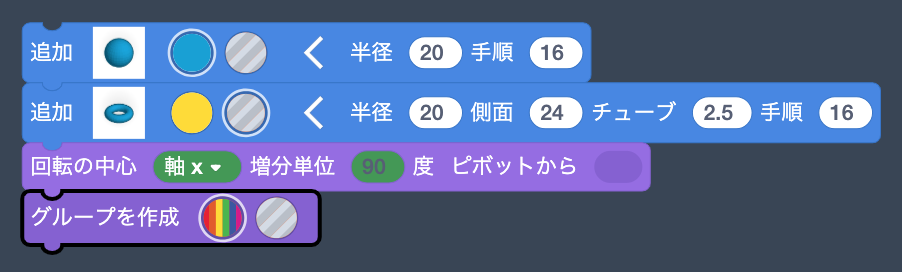 追加 半径 20 手順 16
追加 半径 20 側面 24 チューブ 2.5 手順 16
回転の中心 軸 x 増分単位 90 度 ピボットから
グループを作成